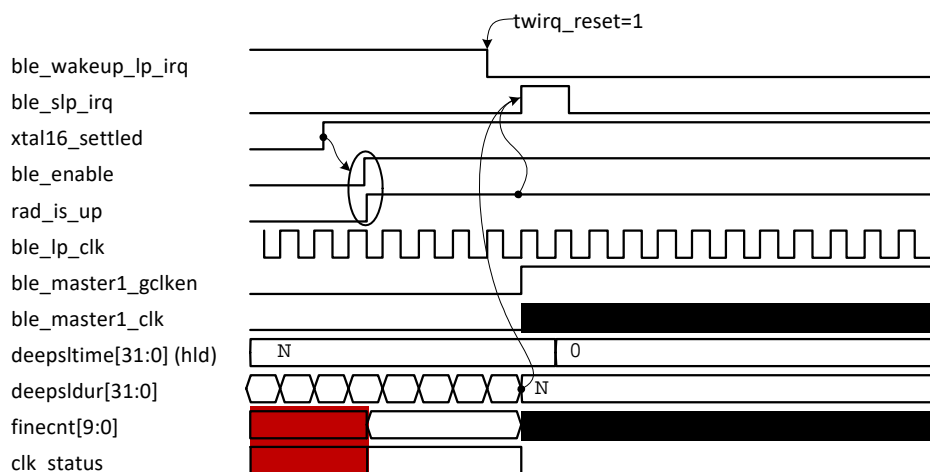 twirq_reset=1
ble_wakeup_lp_irq
ble_slp_irq
xtal16_settled
ble_enable
rad_is_up
ble_lp_clk
ble_master1_gclken
ble_master1_clk
deepsltime[31:0] (hld) N 0
deepsldur[31:0] N
finecnt[9:0]
clk_status